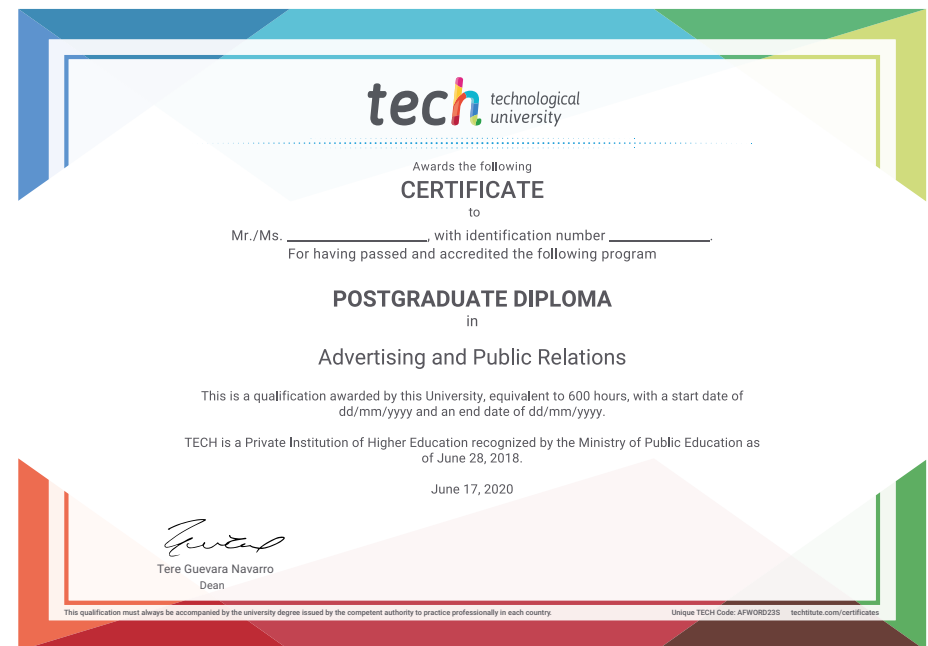 tech technological
university
Awards the following
CERTIFICATE
to
Mr./Ms. ____________, with identification number ____________.
For having passed and accredited the following program
POSTGRADUATE DIPLOMA
in
Advertising and Public Relations
This is a qualification awarded by this University, equivalent to 600 hours, with a start date of
dd/mm/yyyy and an end date of dd/mm/yyyy.
TECH is a Private Institution of Higher Education recognized by the Ministry of Public Education as
of June 28, 2018.
June 17, 2020
Tere Guevara Navarro
Dean
This qualification must always be accompanied by the university degree issued by the competent authority to practice professionally in each country.
Unique TECH Code: AFWORD23S techtitute.com/certificates